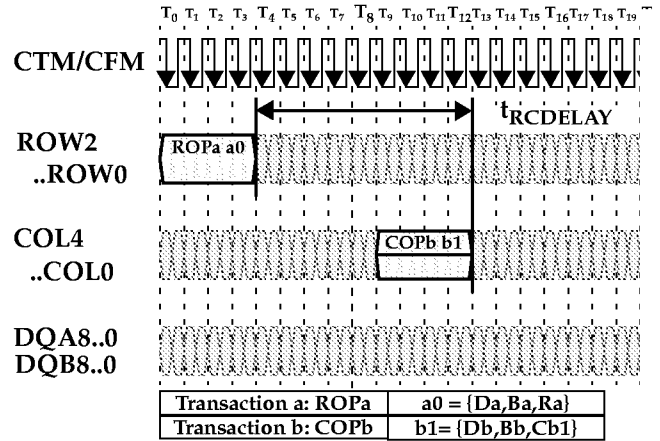 T0 T1 T2 T3 T4 T5 T6 T7 T8 T9 T10 T11 T12 T13 T14 T15 T16 T17 T18 T19
CTM/CFM
tRCDELAY
ROW2
..ROW0
ROPa a0
COL4
..COL0
COPb b1
DQA8..0
DQB8..0
Transaction a: ROPa a0 = {Da,Ba,Ra}
Transaction b: COPb b1= {Db,Bb,Cb1}